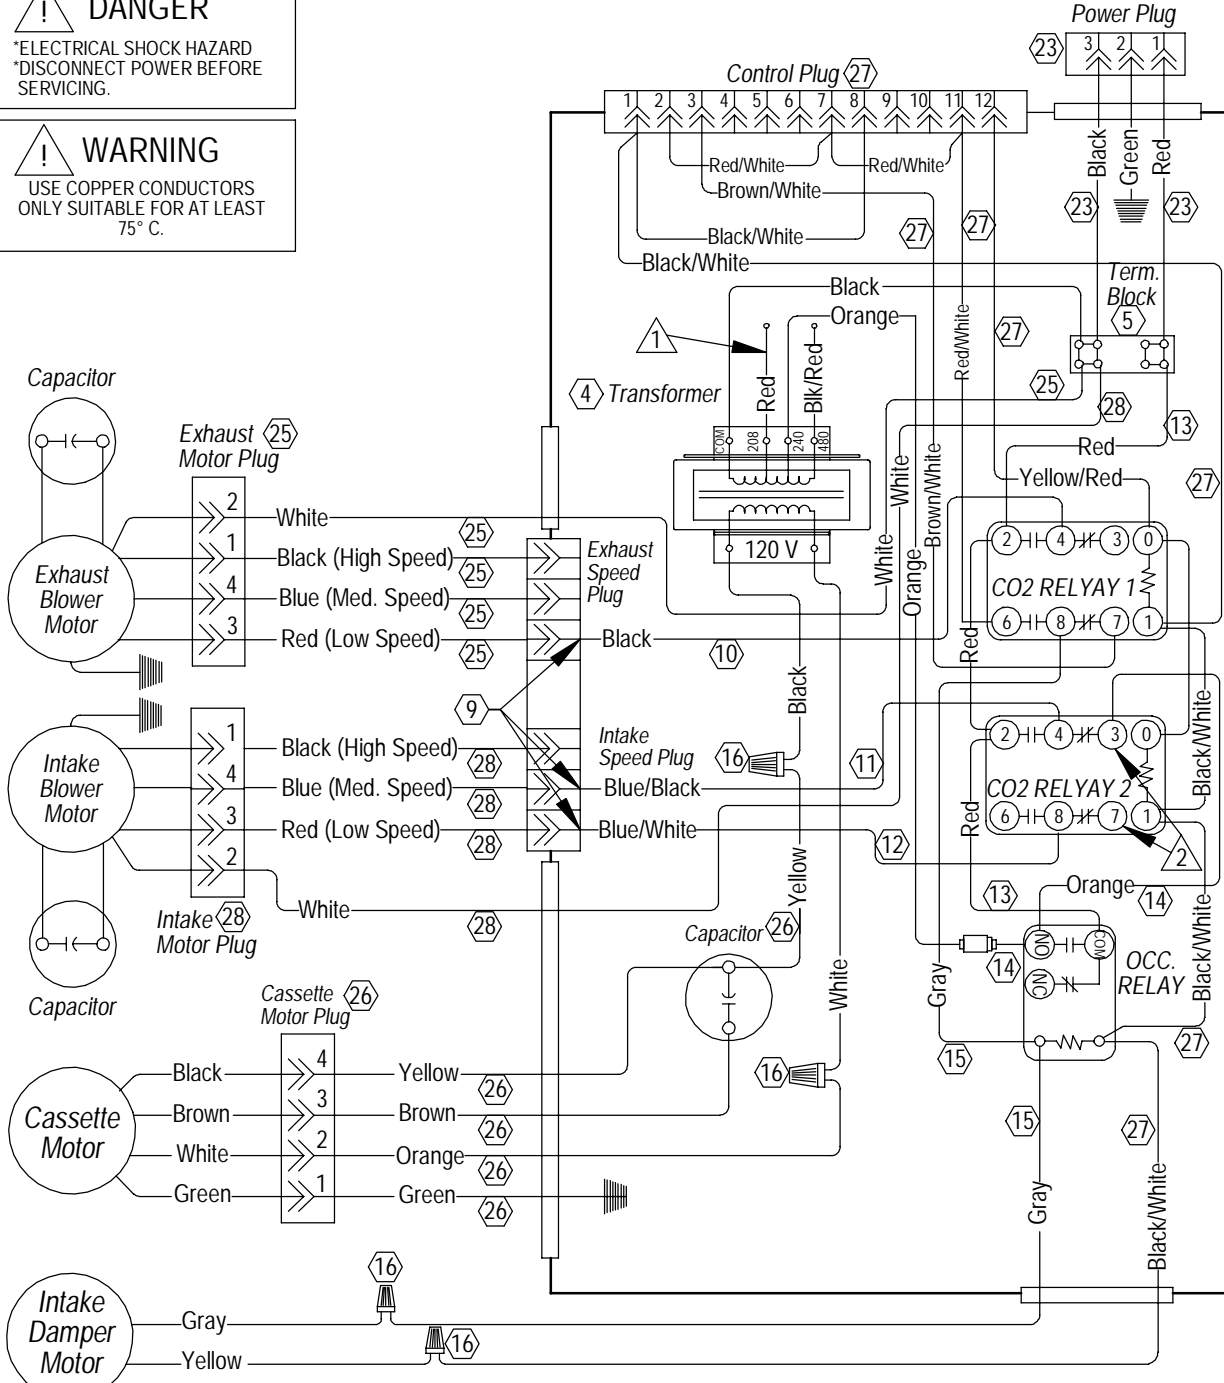 ! DANGER
*ELECTRICAL SHOCK HAZARD
*DISCONNECT POWER BEFORE
SERVICING.
! WARNING
USE COPPER CONDUCTORS
ONLY SUITABLE FOR AT LEAST
75° C.
Power Plug
23
3 2 1
Black
Green
Red
23
23
Control Plug 27
1 2 3 4 5 6 7 8 9 10 11 12
Red/White
Red/White
Brown/White
Black/White
Black/White
27
27
Black
Orange
Term.
Block
5
1
Red
Blk/Red
Red/White
27
4 Transformer
25
28
13
COM
208
240
480
120 V
White
White
Brown/White
Orange
Red
Yellow/Red
27
Capacitor
Exhaust 25
Motor Plug
Exhaust
Blower
Motor
2
White
25
1
Black (High Speed)
25
4
Blue (Med. Speed)
25
3
Red (Low Speed)
25
Exhaust
Speed
Plug
Black
10
2 4 3 0
CO2 RELYAY 1
6 8 7 1
Red
Black
9
Intake
Blower
Motor
1
Black (High Speed)
28
4
Blue (Med. Speed)
28
3
Red (Low Speed)
28
2
White
28
Intake 28
Motor Plug
Capacitor
Intake
Speed Plug
Blue/Black
11
Blue/White
12
16
Yellow
2 4 3 0
CO2 RELYAY 2
6 8 7 1
2
Red
Black/White
Black/White
13
Orange
14
14
NO
COM
NC
OCC.
RELAY
Gray
15
27
Capacitor 26
White
16
Cassette 26
Motor Plug
Cassette
Motor
Black
4
Yellow
26
Brown
3
Brown
26
White
2
Orange
26
Green
1
Green
26
15
27
Gray
Black/White
Intake
Damper
Motor
Gray
16
Yellow
16